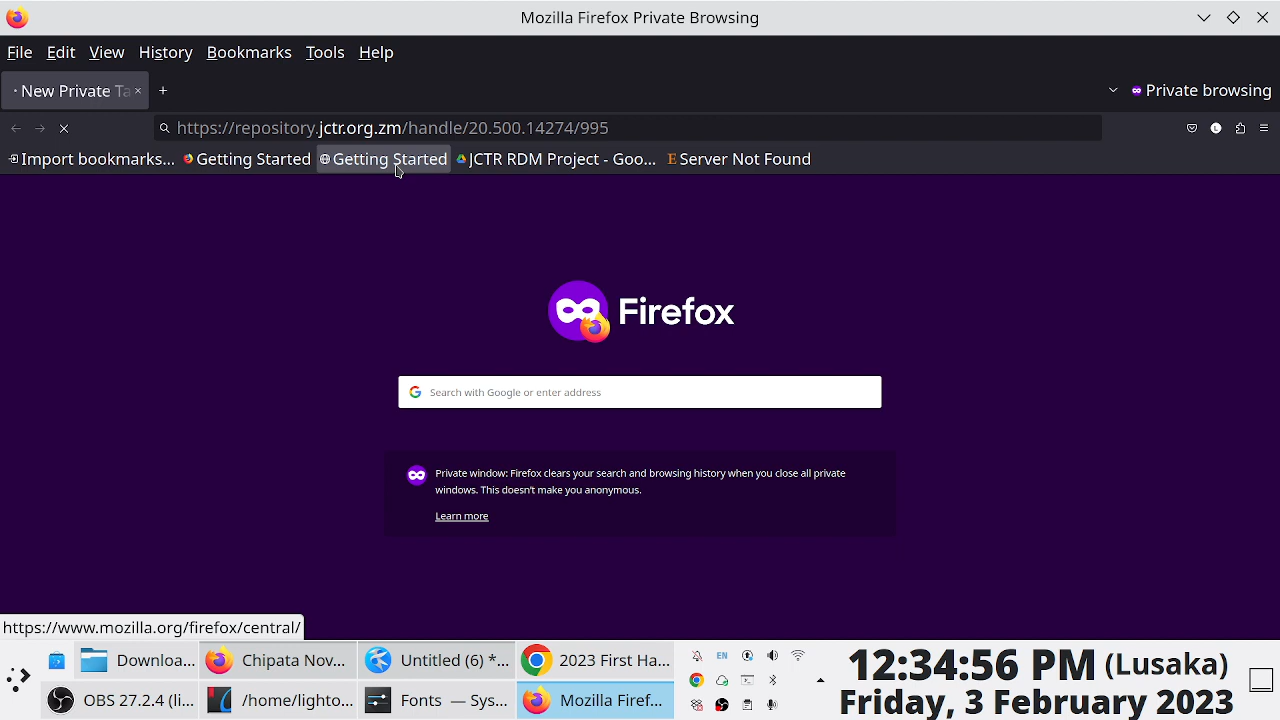 Mozilla Firefox Private Browsing
File Edit View History Bookmarks Tools Help
New Private Ta
Private browsing
https://repository.jctr.org.zm/handle/20.500.14274/995
L
Import bookmarks... Getting Started Getting Started JCTR RDM Project - Goo... E Server Not Found
Firefox
G Search with Google or enter address
Private window: Firefox clears your search and browsing history when you close all private
windows. This doesn't make you anonymous.
Learn more
https://www.mozilla.org/firefox/central/
Downloa... Chipata Nov... Untitled (6) *... 2023 First Ha... EN
12:34:56 PM (Lusaka)
OBS 27.2.4 (li... /home/lighto... Fonts — Sys... Mozilla Firef...
Friday, 3 February 2023